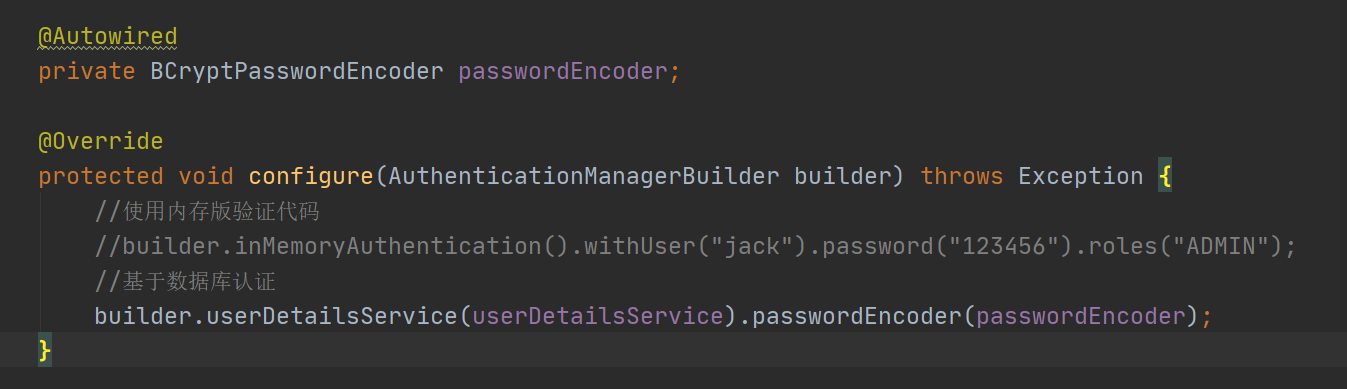 @Autowired
private BCryptPasswordEncoder passwordEncoder;
@Override
protected void configure(AuthenticationManagerBuilder builder) throws Exception {
//使用内存版验证代码
//builder.inMemoryAuthentication().withUser("jack").password("123456").roles("ADMIN");
//基于数据库认证
builder.userDetailsService(userDetailsService).passwordEncoder(passwordEncoder);
}